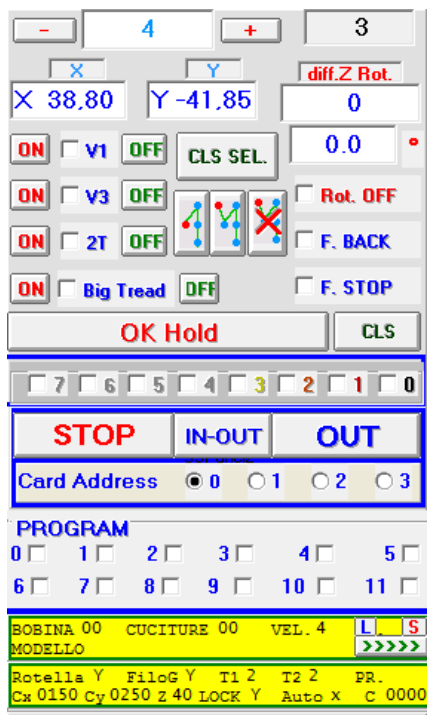 - 4 + 3
X Y diff.Z Rot.
X 38,80 Y -41,85 0
0.0 °
ON V1 OFF CLS SEL.
ON V3 OFF Rot. OFF
ON 2T OFF F. BACK
ON Big Tread OFF F. STOP
OK Hold CLS
7 6 5 4 3 2 1 0
STOP IN-OUT OUT
Card Address 0 1 2 3
PROGRAM
0 1 2 3 4 5
6 7 8 9 10 11
BOBINA 00 CUCITURE 00 VEL. 4 L S
MODELLO >>>>>
Rotella Y FiloG Y T1 2 T2 2 PR.
Cx 0150 Cy 0250 Z 40 LOCK Y Auto X C 0000